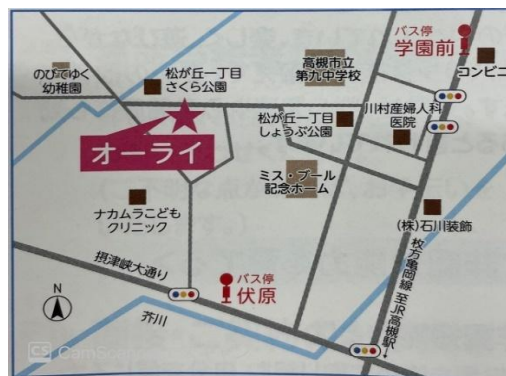 バス停
学園前
高槻市立
第九中学校
コンビニ
のびてゆく
幼稚園
松が丘一丁目
さくら公園
松が丘一丁目
しょうぶ公園
川村産婦人科
医院
オーライ
ミス・ブール
記念ホーム
ナカムラこども
クリニック
(株)石川装飾
摂津峡大通り
バス停
伏原
枚方亀岡線
至JR高槻駅
N
芥川
CS CamSc